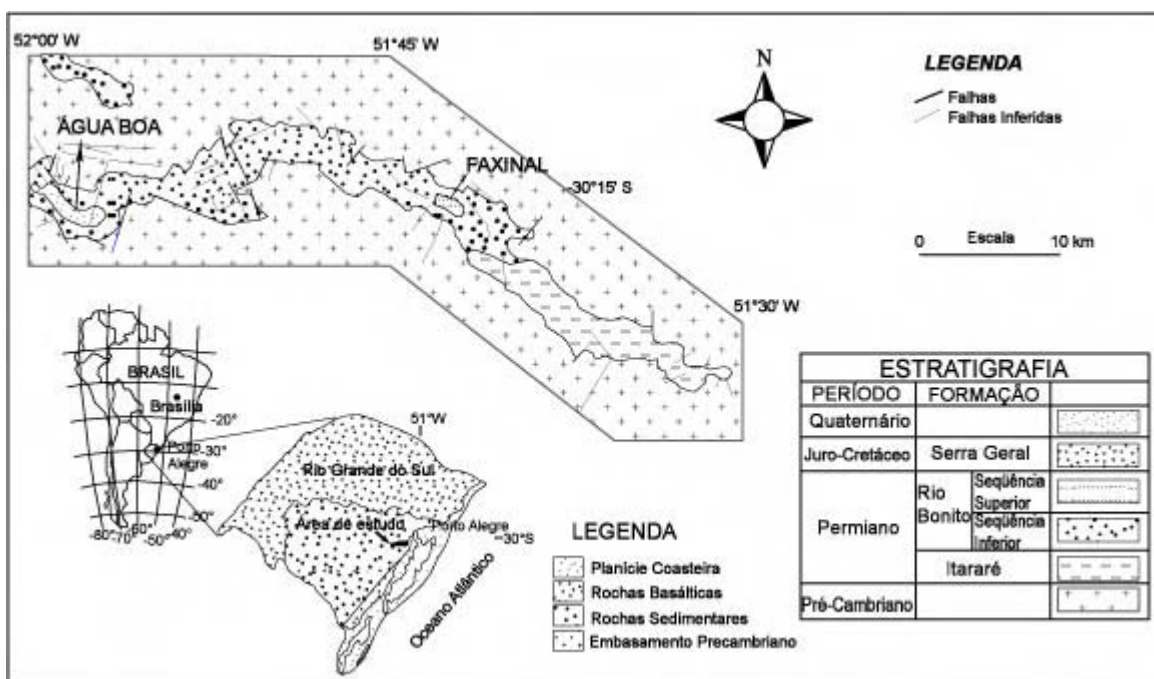 52°00' W
51°45' W
N
LEGENDA
Falhas
Falhas Inferidas
ÁGUA BOA
FAXINAL
30°15' S
0 Escala 10 km
51°30' W
BRASIL
Brasília
-20°
-30°
-40°
-50°
-80° -70° -60° -50° -40°
Porto
Alegre
51°W
Rio Grande do Sul
Área de estudo
Porto Alegre
30°S
Oceano Atlântico
LEGENDA
Planície Coasteira
Rochas Basálticas
Rochas Sedimentares
Embasamento Precambriano
ESTRATIGRAFIA
PERÍODO FORMAÇÃO
Quaternário
Juro-Cretáceo Serra Geral
Permiano
Rio
Bonito
Seqüência
Superior
Seqüência
Inferior
Itararé
Pré-Cambriano